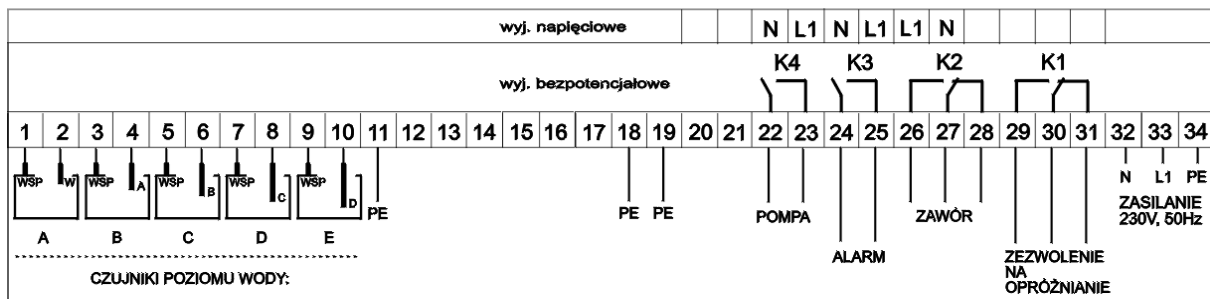 wyj. napięciowe N L1 N L1 L1 N
K4 K3 K2 K1
wyj. bezpotencjałowe
1 2 3 4 5 6 7 8 9 10 11 12 13 14 15 16 17 18 19 20 21 22 23 24 25 26 27 28 29 30 31 32 33 34
WSP W WSP A WSP B WSP C WSP D
N L1 PE
PE PE PE POMPA ZAWÓR ZASILANIE
230V, 50Hz
A B C D E
ALARM ZEZWOLENIE
NA
OPRÓŻNIANIE
CZUJNIKI POZIOMU WODY: